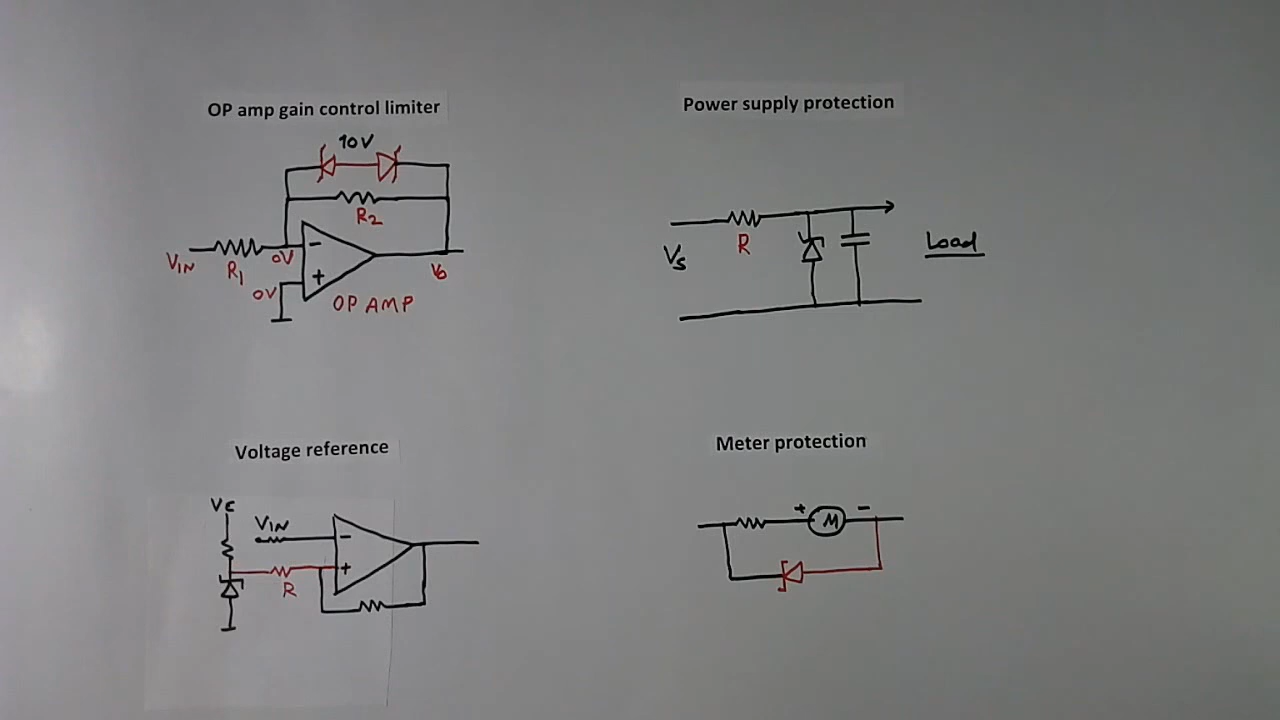 OP amp gain control limiter
10V
R2
VIN
R1
0V
-
+
0V
VO
OP AMP
Power supply protection
VS
R
Load
Voltage reference
VC
VIN
-
+
R
Meter protection
+
-
M